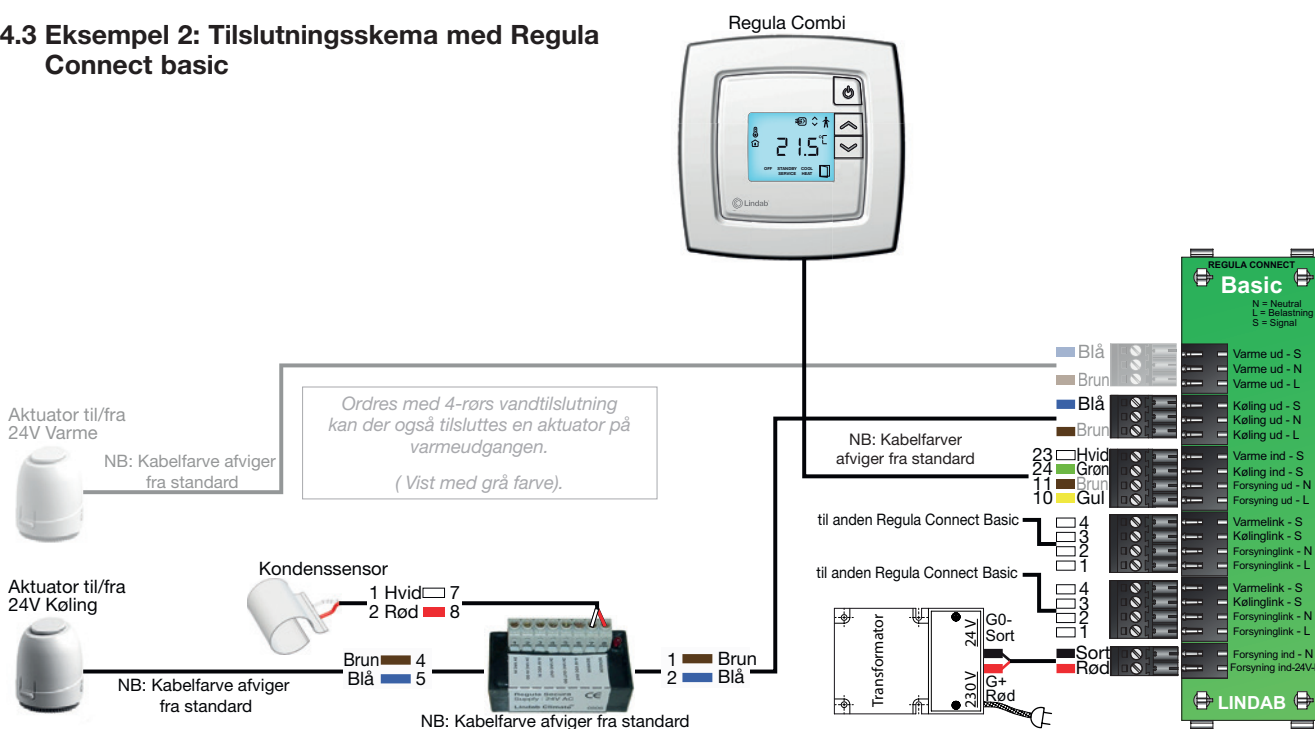 4.3 Eksempel 2: Tilslutningsskema med Regula
Connect basic
Regula Combi
21.5°C
OFF STANDBY COOL
SERVICE HEAT
Lindab
REGULA CONNECT
Basic
N = Neutral
L = Belastning
S = Signal
Blå
Brun
Varme ud - S
Varme ud - N
Varme ud - L
Blå
Brun
Køling ud - S
Køling ud - N
Køling ud - L
Aktuator til/fra
24V Varme
NB: Kabelfarve afviger
fra standard
Ordres med 4-rørs vandtilslutning
kan der også tilsluttes en aktuator på
varmeudgangen.
( Vist med grå farve).
NB: Kabelfarver
afviger fra standard
23 Hvid
24 Grøn
11 Brun
10 Gul
Varme ind - S
Køling ind - S
Forsyning ud - N
Forsyning ud - L
til anden Regula Connect Basic
4
3
2
1
Varmelink - S
Kølinglink - S
Forsyninglink - N
Forsyninglink - L
til anden Regula Connect Basic
4
3
2
1
Varmelink - S
Kølinglink - S
Forsyninglink - N
Forsyninglink - L
Kondenssensor
1 Hvid 7
2 Rød 8
Aktuator til/fra
24V Køling
Brun 4
Blå 5
NB: Kabelfarve afviger
fra standard
Regula Secura
Supply - 24V AC
Lindab Climate
CE
1 Brun
2 Blå
NB: Kabelfarve afviger fra standard
Transformator
24 V
230 V
G0-
Sort
G+
Rød
Sort
Rød
Forsyning ind - N
Forsyning ind-24V-
LINDAB